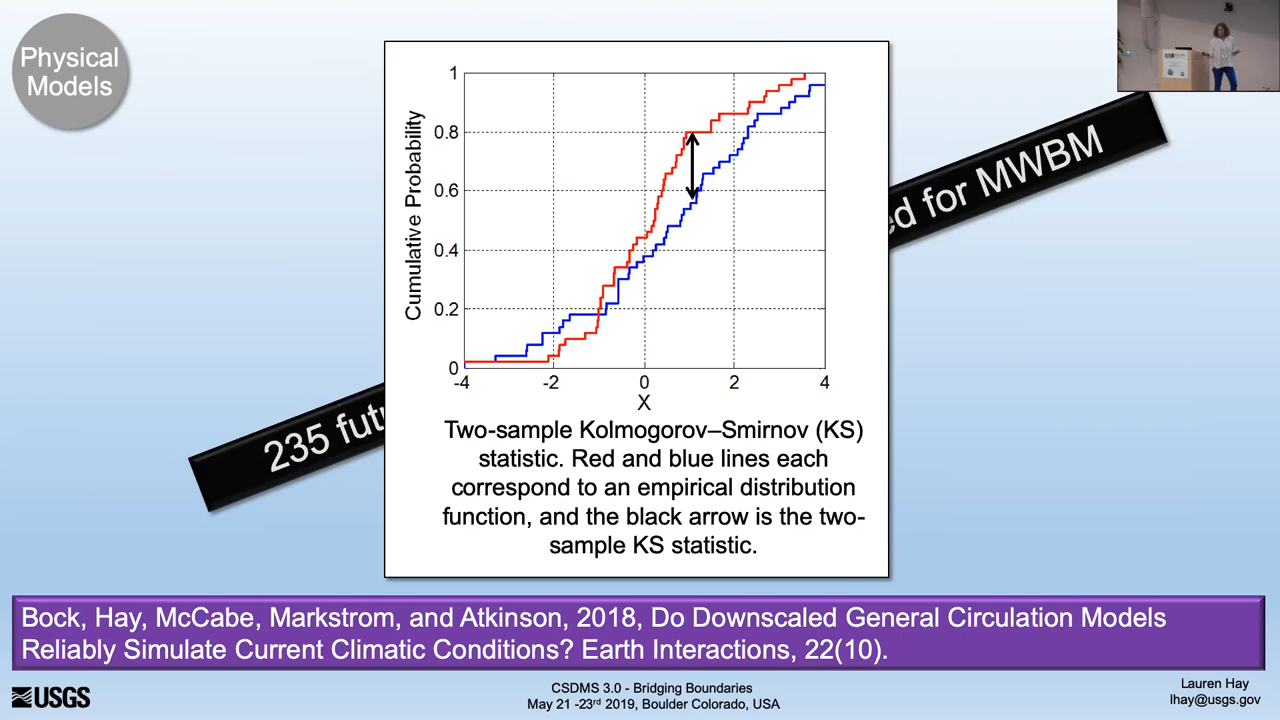 Physical
Models
ed for MWBM
235 futu
Cumulative Probability
1
0.8
0.6
0.4
0.2
0
-4
-2
0
2
4
X
Two-sample Kolmogorov–Smirnov (KS)
statistic. Red and blue lines each
correspond to an empirical distribution
function, and the black arrow is the two-
sample KS statistic.
Bock, Hay, McCabe, Markstrom, and Atkinson, 2018, Do Downscaled General Circulation Models
Reliably Simulate Current Climatic Conditions? Earth Interactions, 22(10).
USGS
CSDMS 3.0 - Bridging Boundaries
May 21 -23rd 2019, Boulder Colorado, USA
Lauren Hay
lhay@usgs.gov